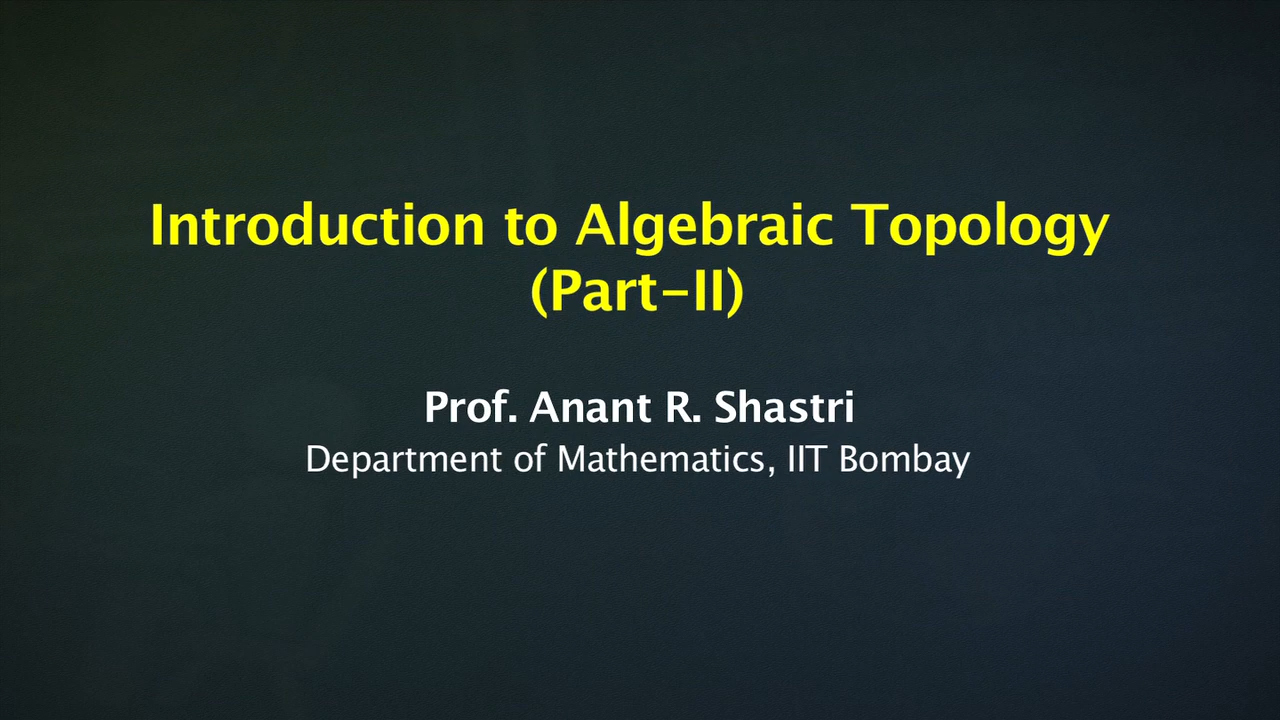 Introduction to Algebraic Topology
(Part-II)
Prof. Anant R. Shastri
Department of Mathematics, IIT Bombay